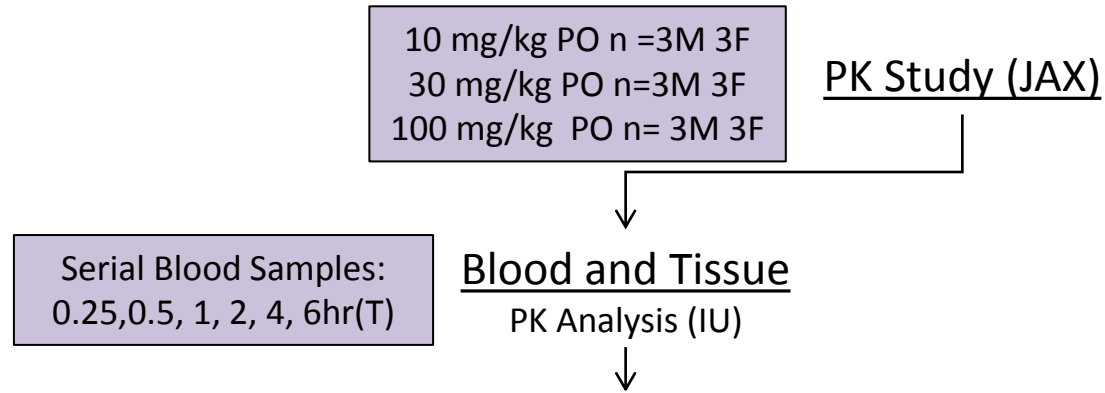 10 mg/kg PO n =3M 3F
30 mg/kg PO n=3M 3F
100 mg/kg  PO n= 3M 3F
PK Study (JAX)
Serial Blood Samples:
0.25,0.5, 1, 2, 4, 6hr(T)
Blood and Tissue
PK Analysis (IU)